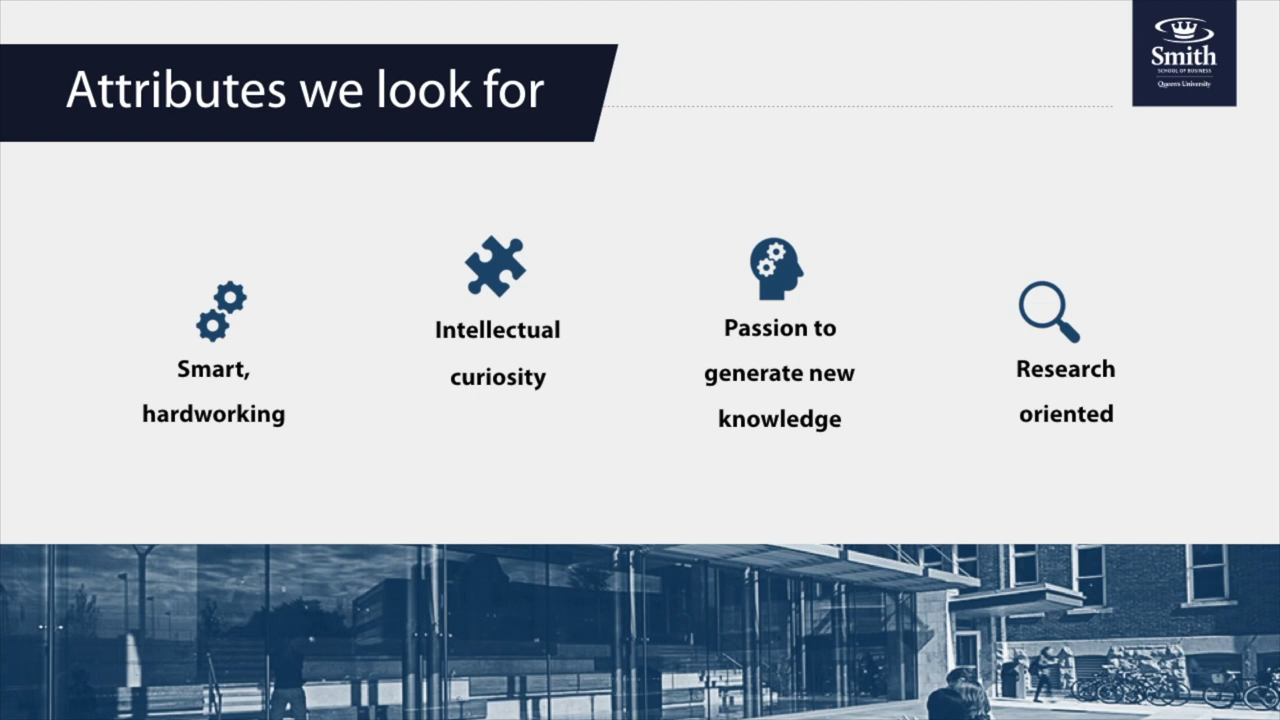 Attributes we look for
Smith
SCHOOL OF BUSINESS
Queen's University
Smart,
hardworking
Intellectual
curiosity
Passion to
generate new
knowledge
Research
oriented